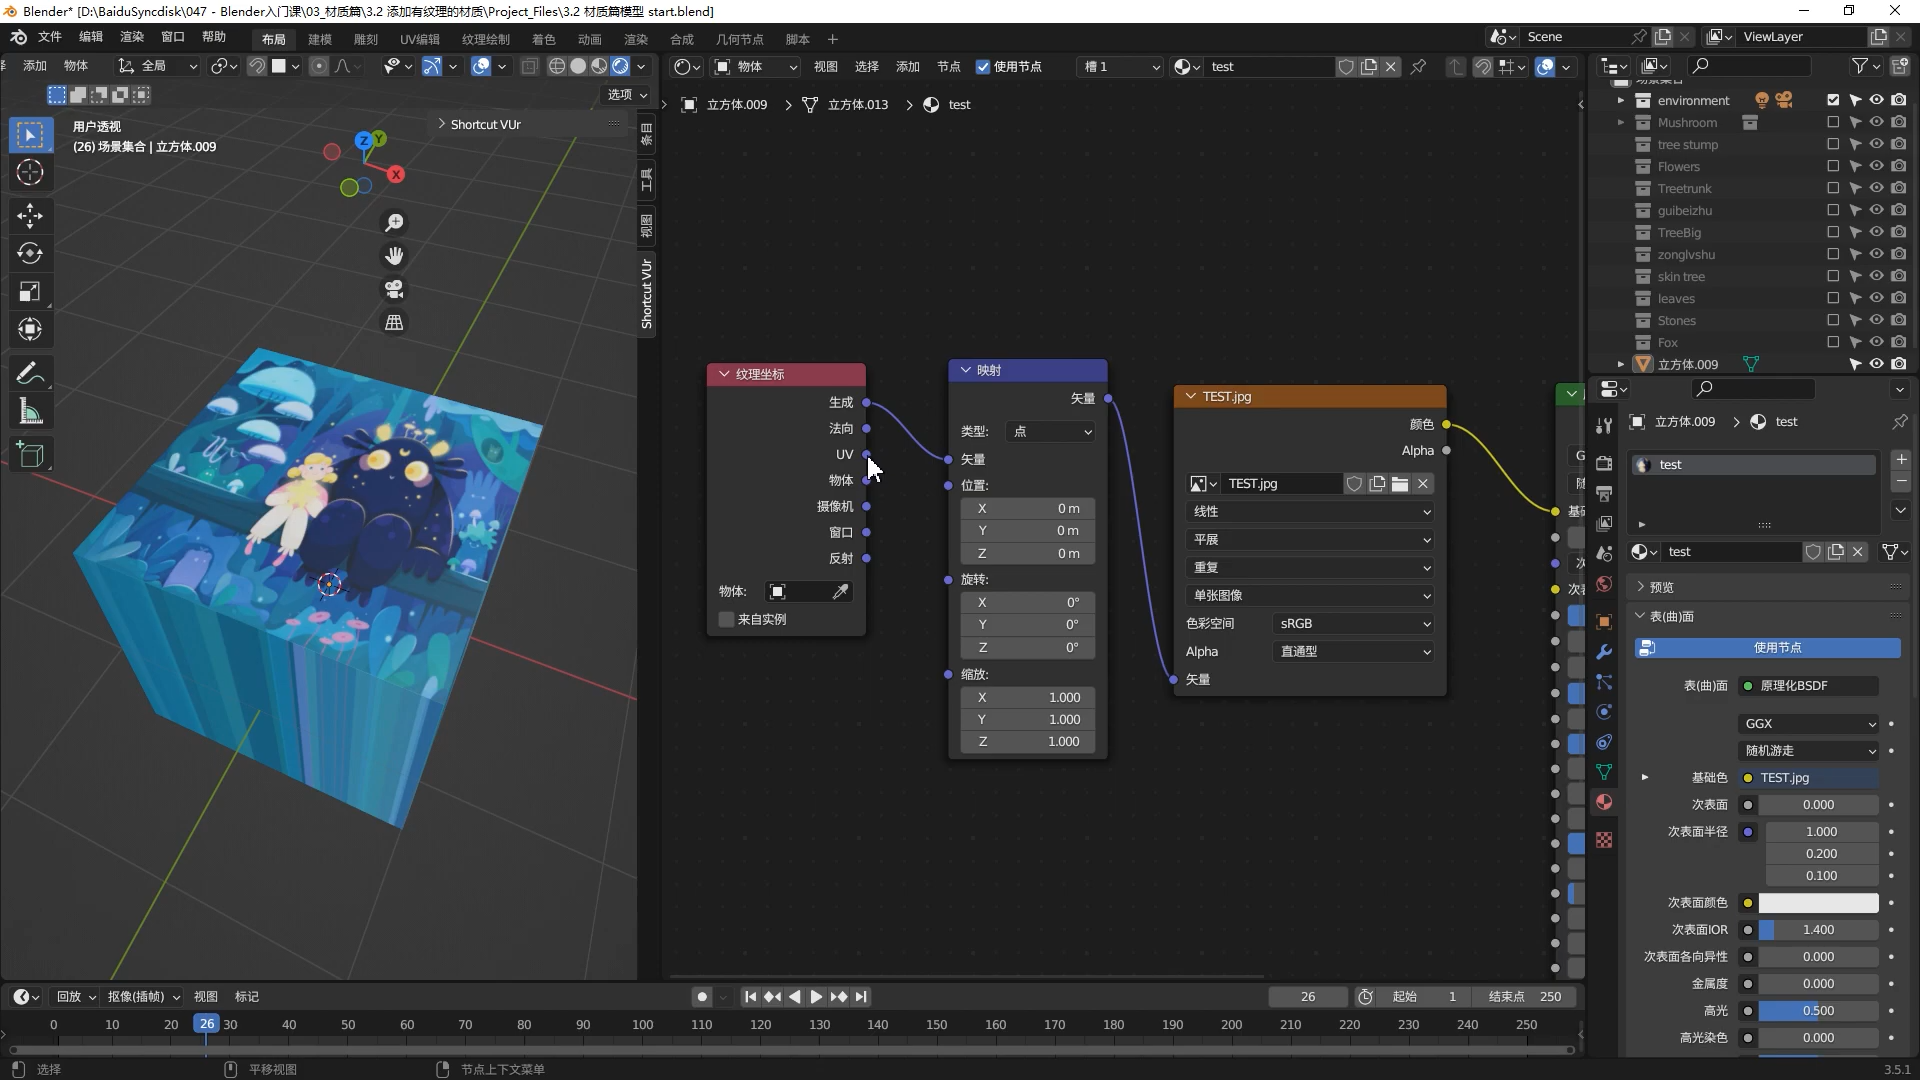 Blender* [D:\BaiduSyncdisk\047 - Blender入门课\03_材质篇\3.2 添加有纹理的材质\Project_Files\3.2 材质篇模型 start.blend]
文件 编辑 渲染 窗口 帮助 布局 建模 雕刻 UV编辑 纹理绘制 着色 动画 渲染 合成 几何节点 脚本 + Scene ViewLayer
添加 物体 全局 物体 视图 选择 添加 节点 使用节点 槽 1 test
选项
立方体.009 立方体.013 test
用户透视
(26) 场景集合 | 立方体.009
Shortcut VUr
Z
Y
X
条目
工具
视图
Shortcut VUr
纹理坐标
生成
法向
UV
物体
摄像机
窗口
反射
物体:
来自实例
映射
矢量
类型: 点
矢量
位置:
X 0 m
Y 0 m
Z 0 m
旋转:
X 0°
Y 0°
Z 0°
缩放:
X 1.000
Y 1.000
Z 1.000
TEST.jpg
颜色
Alpha
TEST.jpg
线性
平展
重复
单张图像
色彩空间 sRGB
Alpha 直通型
矢量
environment
Mushroom
tree stump
Flowers
Treetrunk
guibeizhu
TreeBig
zonglvshu
skin tree
leaves
Stones
Fox
立方体.009
立方体.009 test
test
test
预览
表(曲)面
使用节点
表(曲)面 原理化BSDF
GGX
随机游走
基础色 TEST.jpg
次表面 0.000
次表面半径 1.000
0.200
0.100
次表面颜色
次表面IOR 1.400
次表面各向异性 0.000
金属度 0.000
高光 0.500
高光染色 0.000
回放 抠像(插帧) 视图 标记 26 起始 1 结束点 250
0 10 20 26 30 40 50 60 70 80 90 100 110 120 130 140 150 160 170 180 190 200 210 220 230 240 250
选择 平移视图 节点上下文菜单 3.5.1